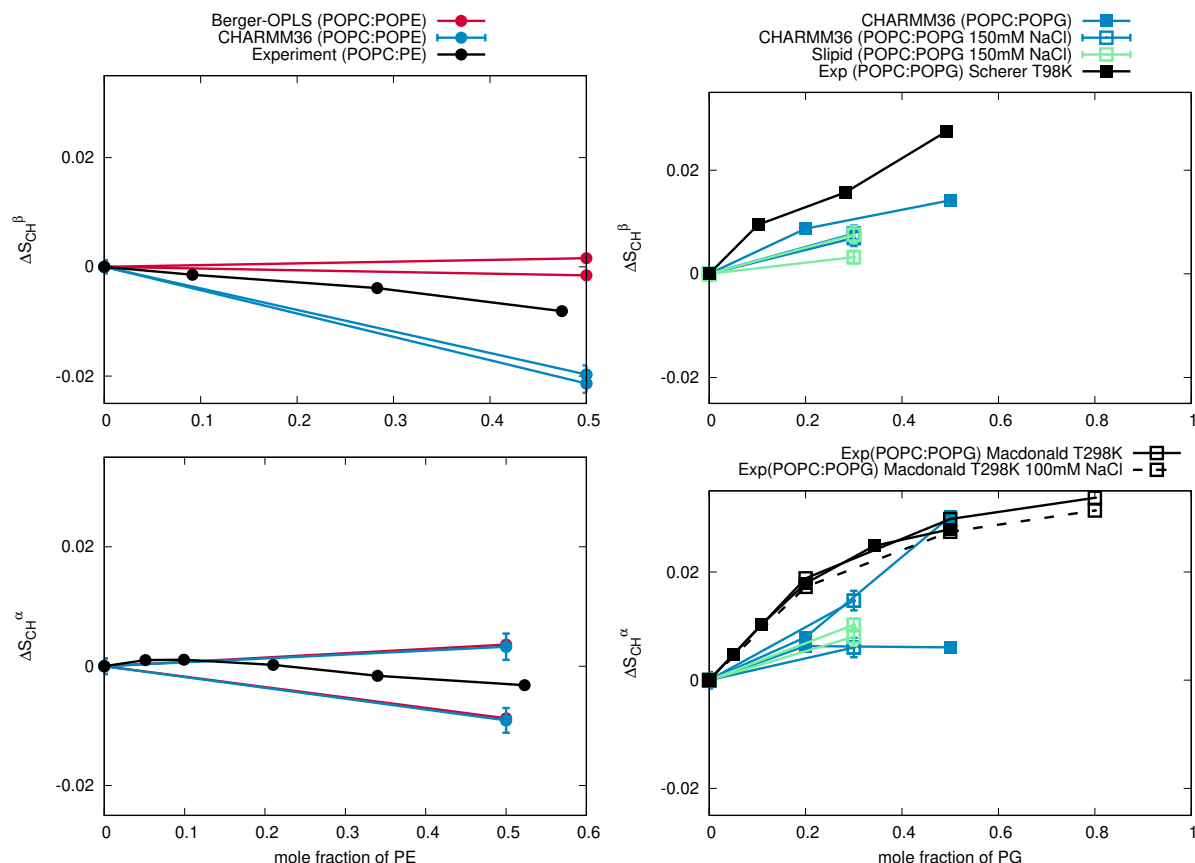 Berger-OPLS (POPC:POPE)
CHARMM36 (POPC:POPE)
Experiment (POPC:PE)
0.02
0
-0.02
ΔS_CH^β
0 0.1 0.2 0.3 0.4 0.5
CHARMM36 (POPC:POPG)
CHARMM36 (POPC:POPG 150mM NaCl)
Slipid (POPC:POPG 150mM NaCl)
Exp (POPC:POPG) Scherer T98K
0.02
0
-0.02
ΔS_CH^β
0 0.2 0.4 0.6 0.8 1
0.02
0
-0.02
ΔS_CH^α
0 0.1 0.2 0.3 0.4 0.5 0.6
mole fraction of PE
Exp(POPC:POPG) Macdonald T298K
Exp(POPC:POPG) Macdonald T298K 100mM NaCl
0.02
0
-0.02
ΔS_CH^α
0 0.2 0.4 0.6 0.8 1
mole fraction of PG